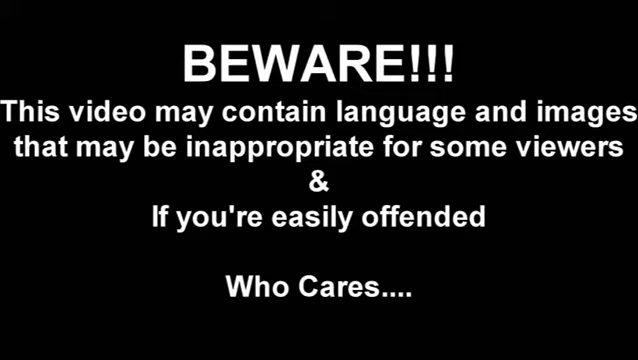 BEWARE!!!
This video may contain language and images
that may be inappropriate for some viewers
&
If you're easily offended
Who Cares....